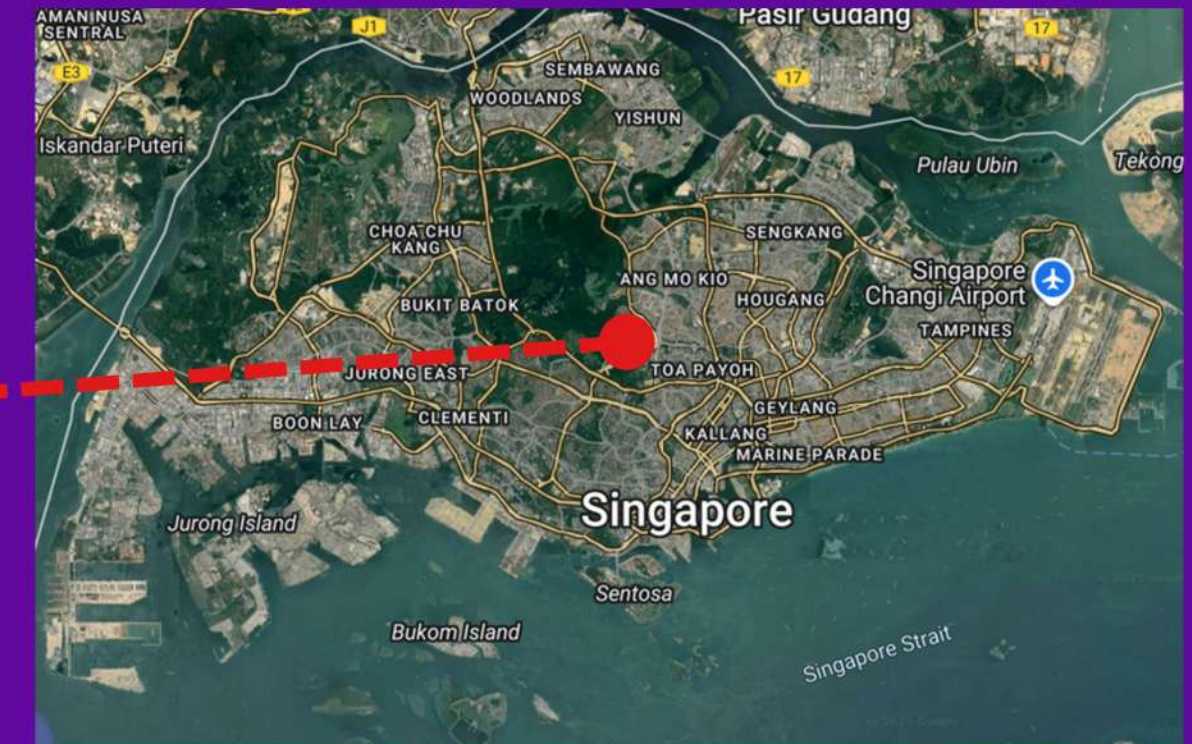 AMAN NUSA
SENTRAL
J1
Pasir Gudang
17
E3
SEMBAWANG
17
WOODLANDS
YISHUN
Iskandar Puteri
Pulau Ubin
Tekong
CHOA CHU
KANG
SENGKANG
ANG MO KIO
Singapore
Changi Airport
BUKIT BATOK
HOUGANG
TAMPINES
JURONG EAST
TOA PAYOH
BOON LAY
CLEMENTI
GEYLANG
KALLANG
MARINE PARADE
Singapore
Jurong Island
Sentosa
Bukom Island
Singapore Strait